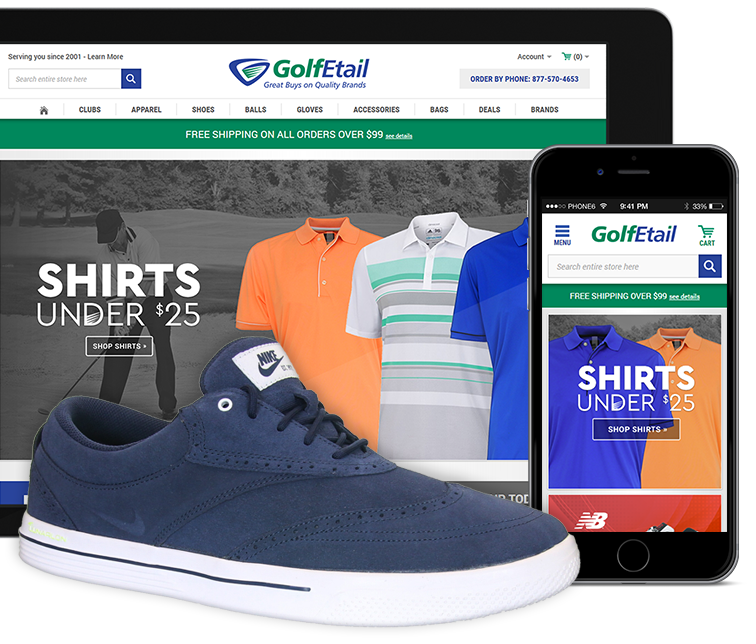 Serving you since 2001 - Learn More
Account
(0)
Search entire store here
GolfEtail
Great Buys on Quality Brands
ORDER BY PHONE: 877-570-4653
CLUBS APPAREL SHOES BALLS GLOVES ACCESSORIES BAGS DEALS BRANDS
FREE SHIPPING ON ALL ORDERS OVER $99 see details
SHIRTS
UNDER $25
SHOP SHIRTS »
NIKE
UP TOD
PHONE6 9:41 PM 33%
MENU
GolfEtail
CART
Search entire store here
FREE SHIPPING OVER $99 see details
SHIRTS
UNDER $25
SHOP SHIRTS »
NB